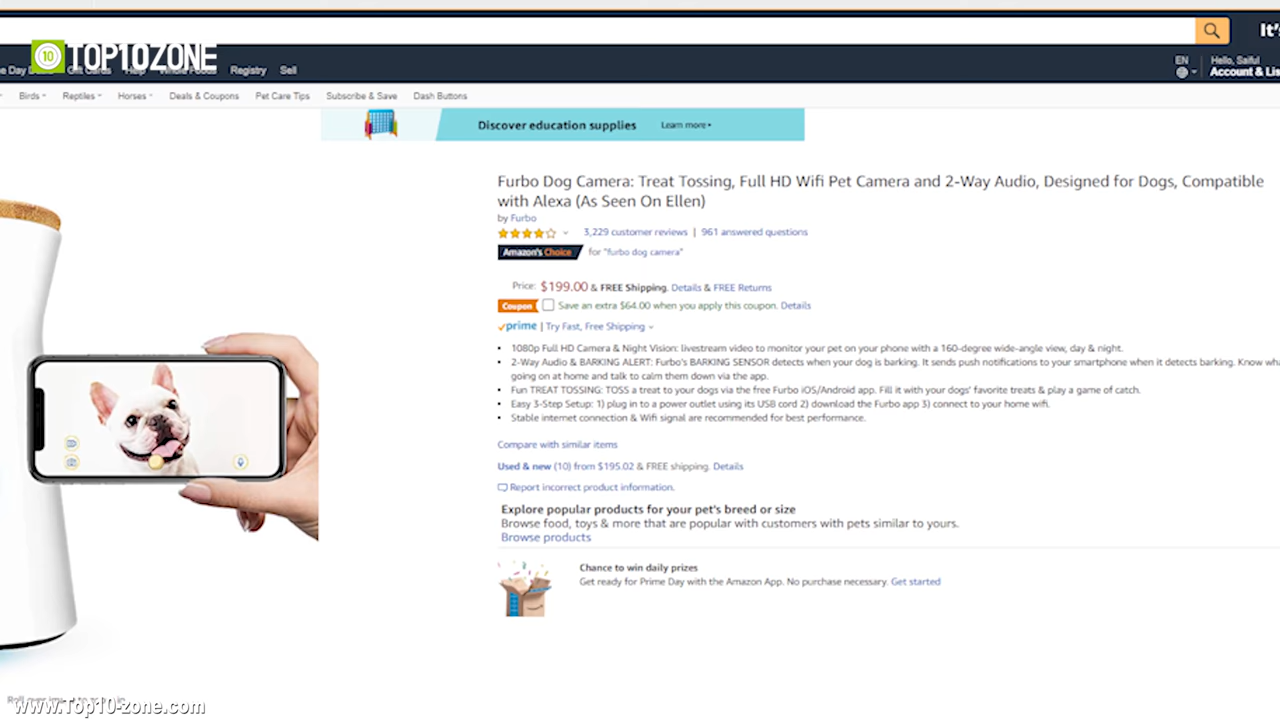 It's
10 TOP10ZONE
EN
Hello, Saiful
Gift Cards Help Whole Foods Registry Sell
Account & Lis
Birds Reptiles Horses Deals & Coupons Pet Care Tips Subscribe & Save Dash Buttons
Discover education supplies Learn more
Furbo Dog Camera: Treat Tossing, Full HD Wifi Pet Camera and 2-Way Audio, Designed for Dogs, Compatible
with Alexa (As Seen On Ellen)
by Furbo
3,229 customer reviews | 961 answered questions
Amazon's Choice for "furbo dog camera"
Price: $199.00 & FREE Shipping. Details & FREE Returns
Coupon Save an extra $64.00 when you apply this coupon. Details
prime | Try Fast, Free Shipping
• 1080p Full HD Camera & Night Vision: livestream video to monitor your pet on your phone with a 160-degree wide-angle view, day & night.
• 2-Way Audio & BARKING ALERT: Furbo's BARKING SENSOR detects when your dog is barking. It sends push notifications to your smartphone when it detects barking. Know wh
going on at home and talk to calm them down via the app.
• Fun TREAT TOSSING: TOSS a treat to your dogs via the free Furbo iOS/Android app. Fill it with your dogs' favorite treats & play a game of catch.
• Easy 3-Step Setup: 1) plug in to a power outlet using its USB cord 2) download the Furbo app 3) connect to your home wifi.
• Stable internet connection & Wifi signal are recommended for best performance.
Compare with similar items
Used & new (10) from $195.02 & FREE shipping. Details
Report incorrect product information.
Explore popular products for your pet's breed or size
Browse food, toys & more that are popular with customers with pets similar to yours.
Browse products
Chance to win daily prizes
Get ready for Prime Day with the Amazon App. No purchase necessary. Get started
www.Top10-zone.com